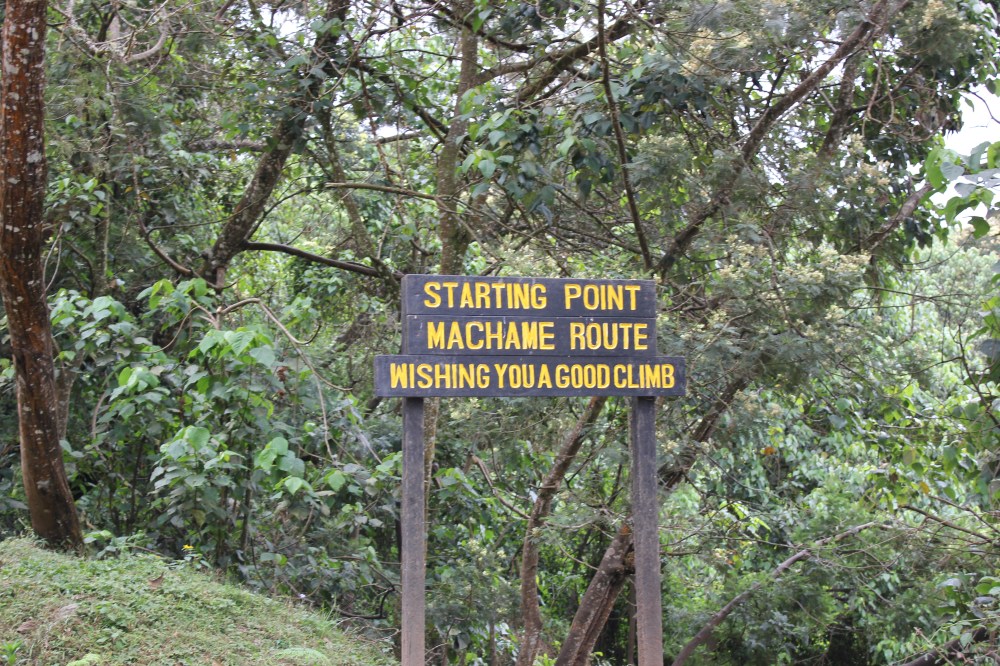 STARTING POINT
MACHAME ROUTE
WISHING YOU A GOOD CLIMB